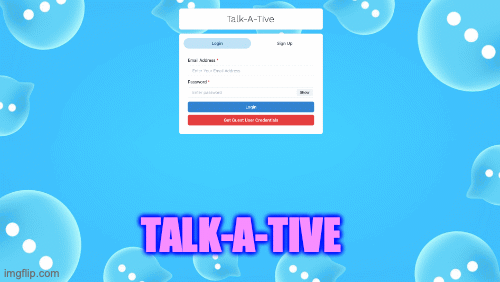 Talk-A-Tive
Login Sign Up
Email Address *
Enter Your Email Address
Password *
Enter password Show
Login
Get Guest User Credentials
TALK-A-TIVE
imgflip.com